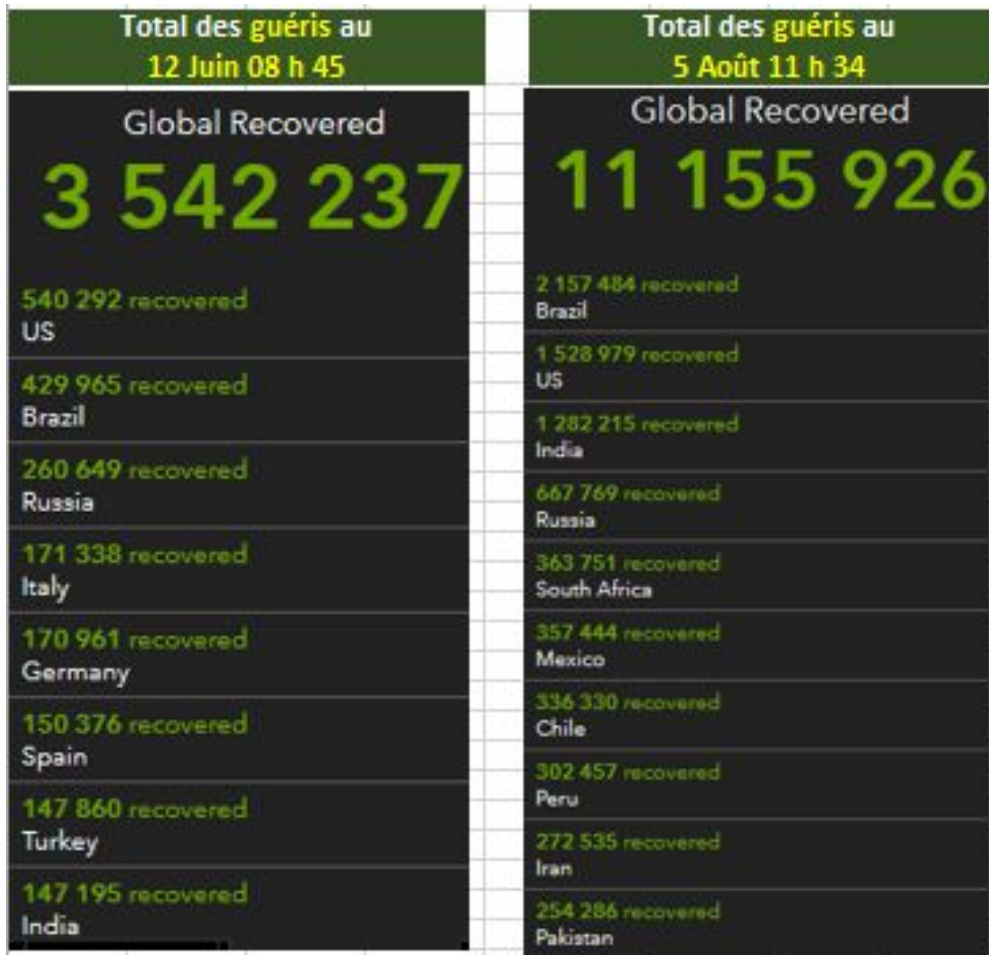 Total des guéris au
12 Juin 08 h 45
Global Recovered
3 542 237
540 292 recovered
US
429 965 recovered
Brazil
260 649 recovered
Russia
171 338 recovered
Italy
170 961 recovered
Germany
150 376 recovered
Spain
147 860 recovered
Turkey
147 195 recovered
India
Total des guéris au
5 Août 11 h 34
Global Recovered
11 155 926
2 157 484 recovered
Brazil
1 528 979 recovered
US
1 282 215 recovered
India
667 769 recovered
Russia
363 751 recovered
South Africa
357 444 recovered
Mexico
336 330 recovered
Chile
302 457 recovered
Peru
272 535 recovered
Iran
254 286 recovered
Pakistan